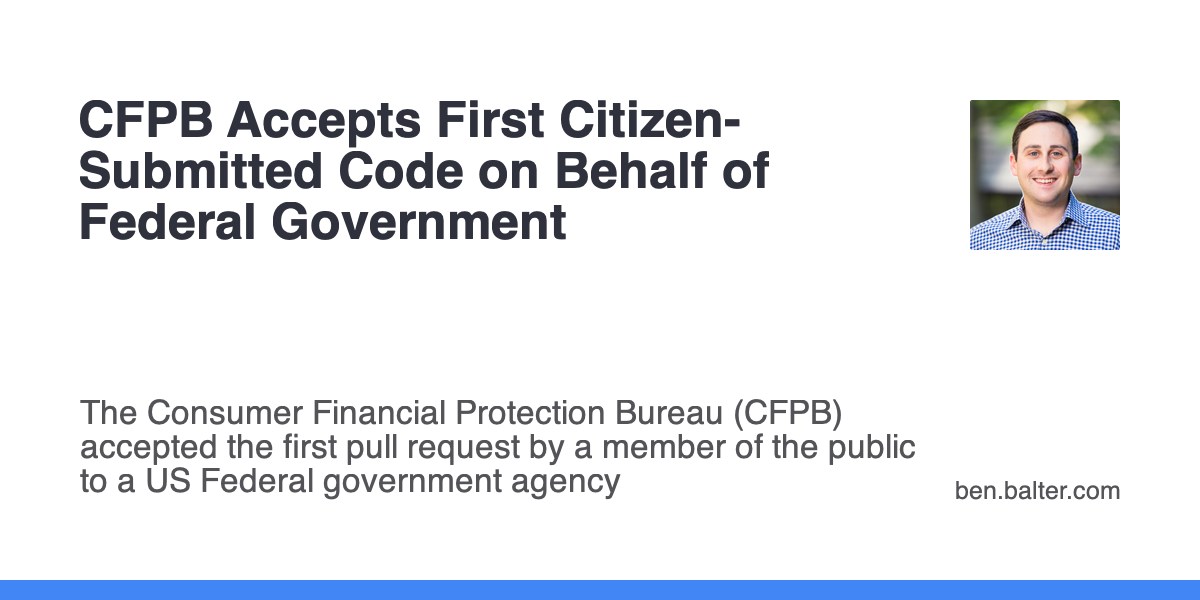 CFPB Accepts First Citizen-
Submitted Code on Behalf of
Federal Government
The Consumer Financial Protection Bureau (CFPB)
accepted the first pull request by a member of the public
to a US Federal government agency
ben.balter.com